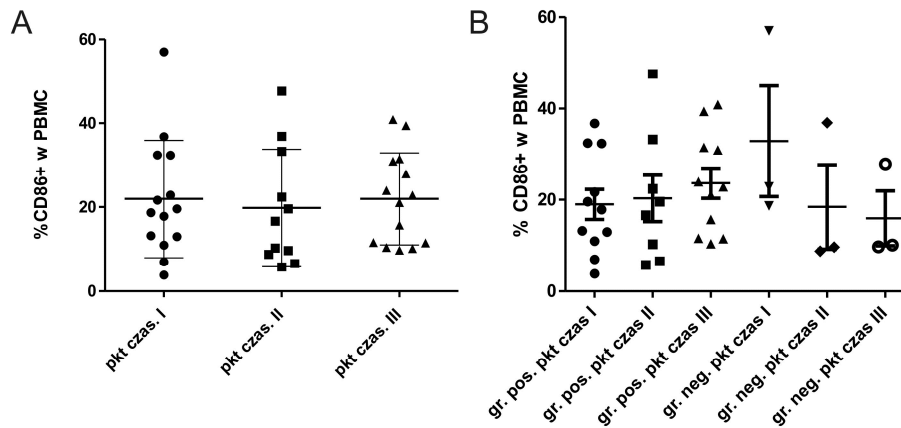 A
%CD86+ w PBMC
60
40
20
0
pkt czas. I
pkt czas. II
pkt czas. III
B
% CD86+ w PBMC
60
40
20
0
gr. pos. pkt czas I
gr. pos. pkt czas II
gr. pos. pkt czas III
gr. neg. pkt czas I
gr. neg. pkt czas II
gr. neg. pkt czas III